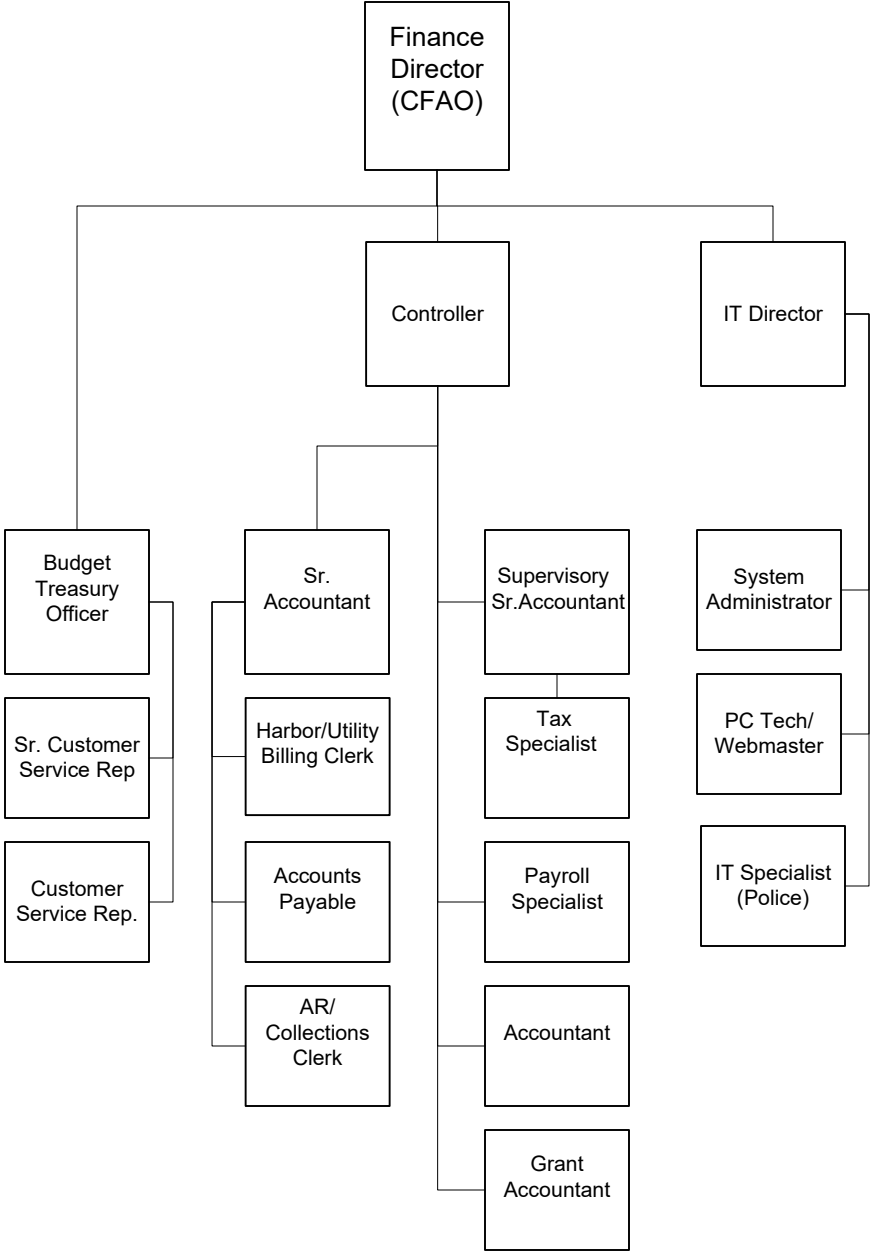 Finance
Director
(CFAO)
Controller
IT Director
Budget
Treasury
Officer
Sr.
Accountant
Supervisory
Sr.Accountant
System
Administrator
Sr. Customer
Service Rep
Harbor/Utility
Billing Clerk
Tax
Specialist
PC Tech/
Webmaster
Customer
Service Rep.
Accounts
Payable
Payroll
Specialist
IT Specialist
(Police)
AR/
Collections
Clerk
Accountant
Grant
Accountant